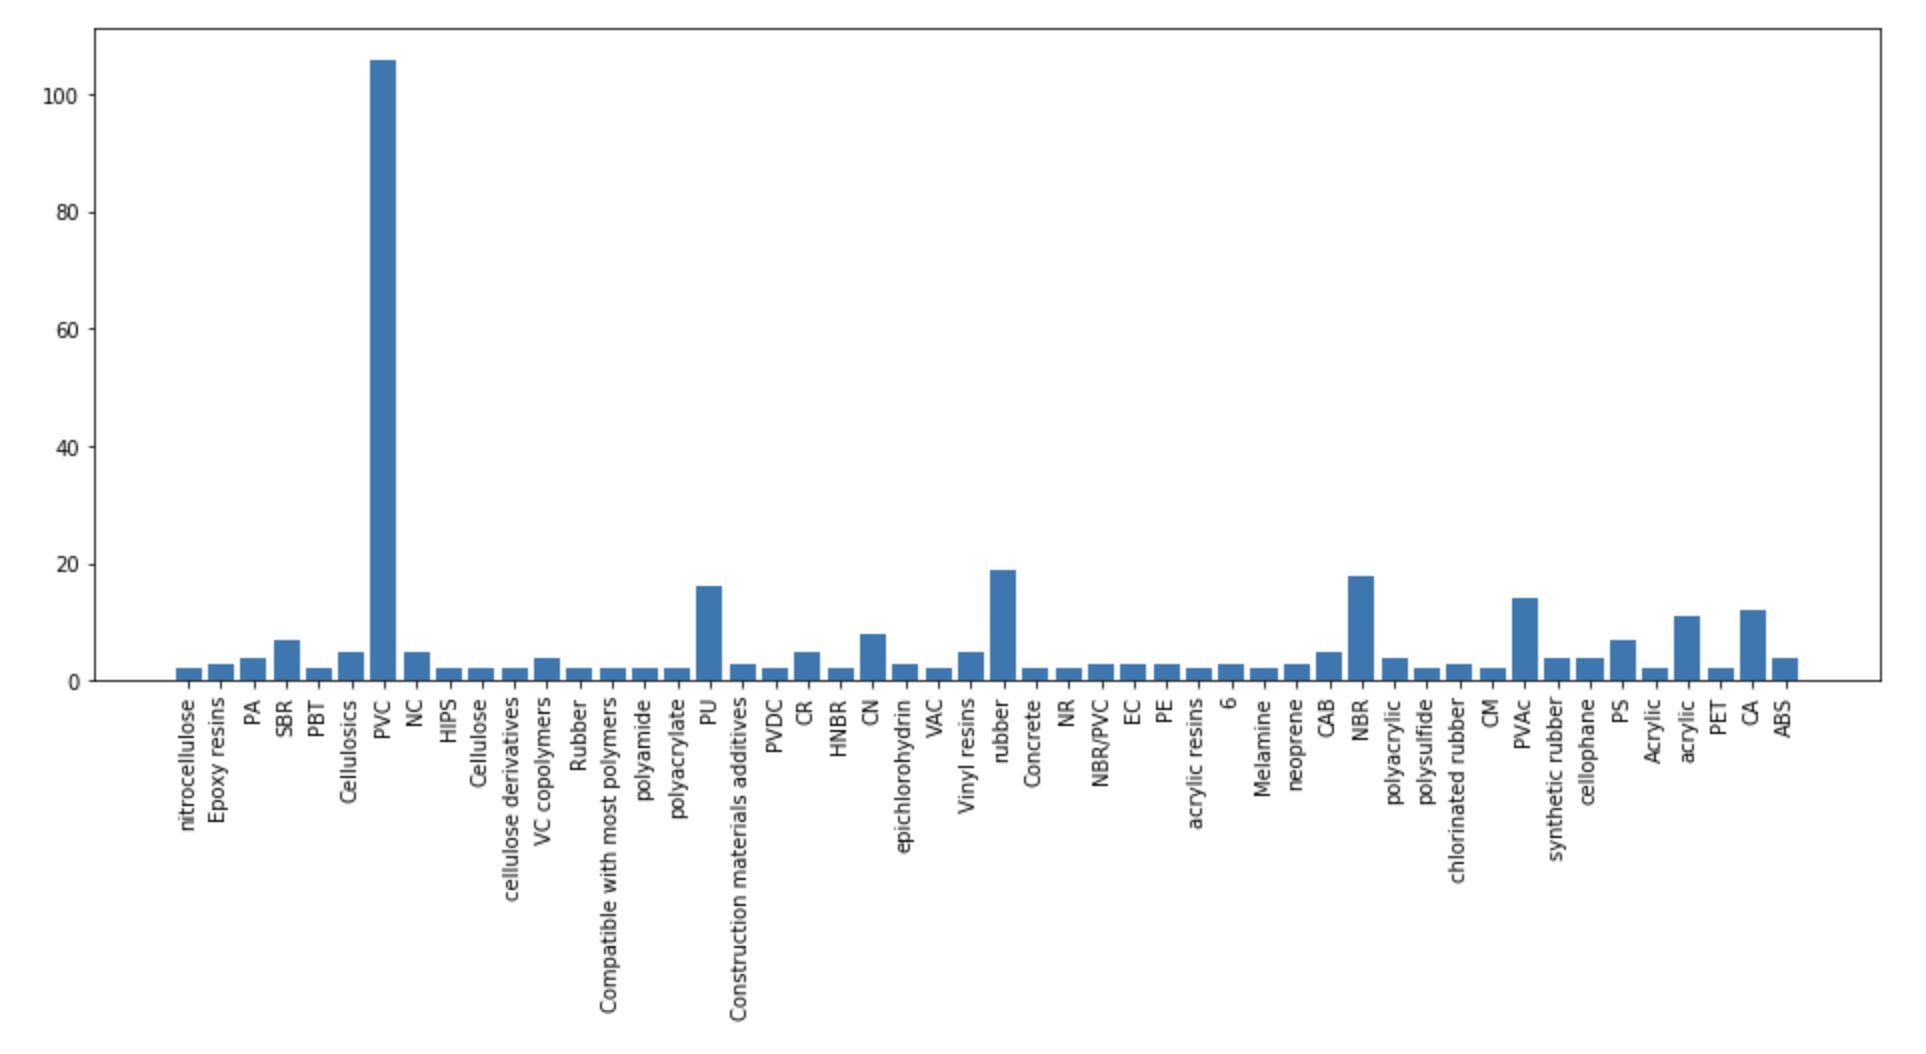 100
80
60
40
20
0
nitrocellulose
Epoxy resins
PA
SBR
PBT
Cellulosics
PVC
NC
HIPS
Cellulose
cellulose derivatives
VC copolymers
Rubber
Compatible with most polymers
polyamide
polyacrylate
PU
Construction materials additives
PVDC
CR
HNBR
CN
epichlorohydrin
VAC
Vinyl resins
rubber
Concrete
NR
NBR/PVC
EC
PE
acrylic resins
6
Melamine
neoprene
CAB
NBR
polyacrylic
polysulfide
chlorinated rubber
CM
PVAc
synthetic rubber
cellophane
PS
Acrylic
acrylic
PET
CA
ABS